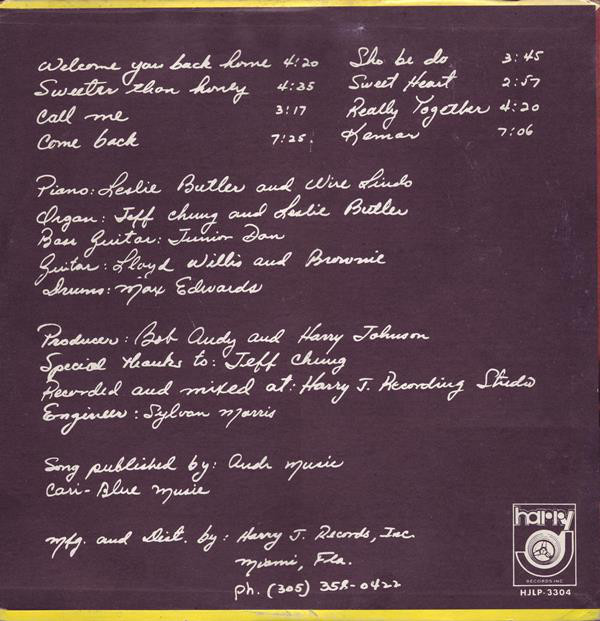 Welcome you back home 4:20
Sweeter than honey 4:35
Call me 3:17
Come back 7:25.
Sho be do 3:45
Sweet Heart 2:57
Really Together 4:20
Kemar 7:06
Piano: Leslie Butler and Wire Lindo
Organ: Jeff Chung and Leslie Butler
Bass Guitar: Junior Dan
Guitar: Lloyd Willis and Brownie
Drums: Max Edwards
Producer: Bob Andy and Harry Johnson
Special thanks to: Jeff Chung
Recorded and mixed at: Harry J. Recording Studio
Engineer: Sylvan Morris
Song published by: Andr Music
Cari-Blue Music
Mfg. and Dist. by: Harry J. Records, Inc.
Miami, Fla.
Ph. (305) 358-0422
harry J
RECORDS INC
HJLP-3304